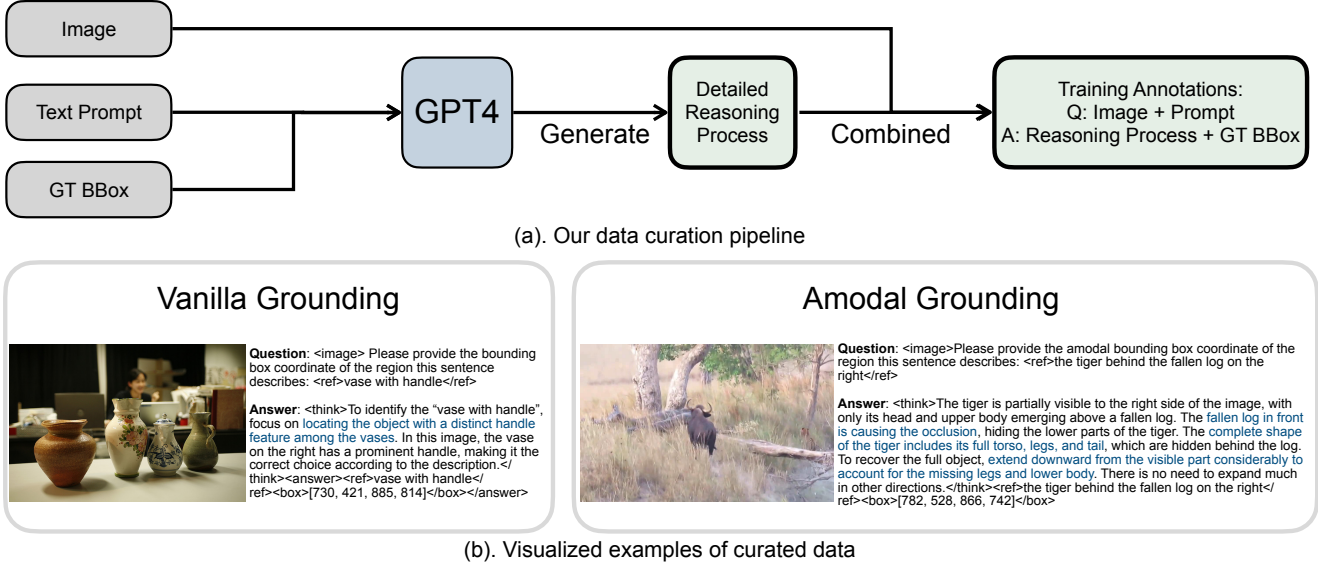 Image
Text Prompt
GT BBox
GPT4
Generate
Detailed
Reasoning
Process
Combined
Training Annotations:
Q: Image + Prompt
A: Reasoning Process + GT BBox
(a). Our data curation pipeline
Vanilla Grounding
Question: <image> Please provide the bounding
box coordinate of the region this sentence
describes: <ref>vase with handle</ref>
Answer: <think>To identify the “vase with handle”,
focus on locating the object with a distinct handle
feature among the vases. In this image, the vase
on the right has a prominent handle, making it the
correct choice according to the description.</
think><answer><ref>vase with handle</
ref><box>[730, 421, 885, 814]</box></answer>
Amodal Grounding
Question: <image>Please provide the amodal bounding box coordinate of the
region this sentence describes: <ref>the tiger behind the fallen log on the
right</ref>
Answer: <think>The tiger is partially visible to the right side of the image, with
only its head and upper body emerging above a fallen log. The fallen log in front
is causing the occlusion, hiding the lower parts of the tiger. The complete shape
of the tiger includes its full torso, legs, and tail, which are hidden behind the log.
To recover the full object, extend downward from the visible part considerably to
account for the missing legs and lower body. There is no need to expand much
in other directions.</think><ref>the tiger behind the fallen log on the right</
ref><box>[782, 528, 866, 742]</box>
(b). Visualized examples of curated data